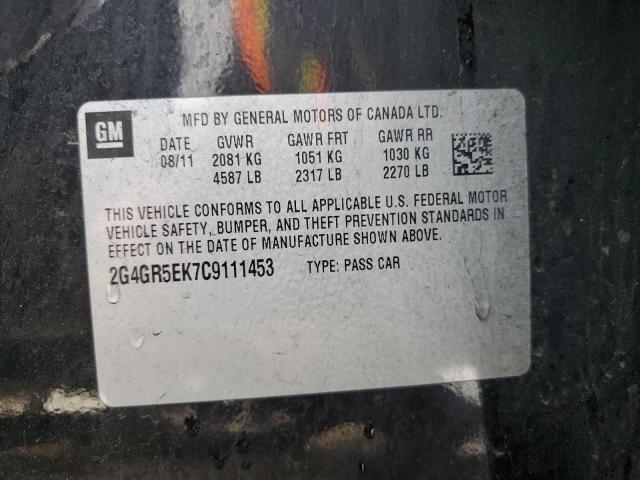 GM
MFD BY GENERAL MOTORS OF CANADA LTD.
DATE GVWR GAWR FRT GAWR RR
08/11 2081 KG 1051 KG 1030 KG
4587 LB 2317 LB 2270 LB
THIS VEHICLE CONFORMS TO ALL APPLICABLE U.S. FEDERAL MOTOR
VEHICLE SAFETY, BUMPER, AND THEFT PREVENTION STANDARDS IN
EFFECT ON THE DATE OF MANUFACTURE SHOWN ABOVE.
2G4GR5EK7C9111453 TYPE: PASS CAR